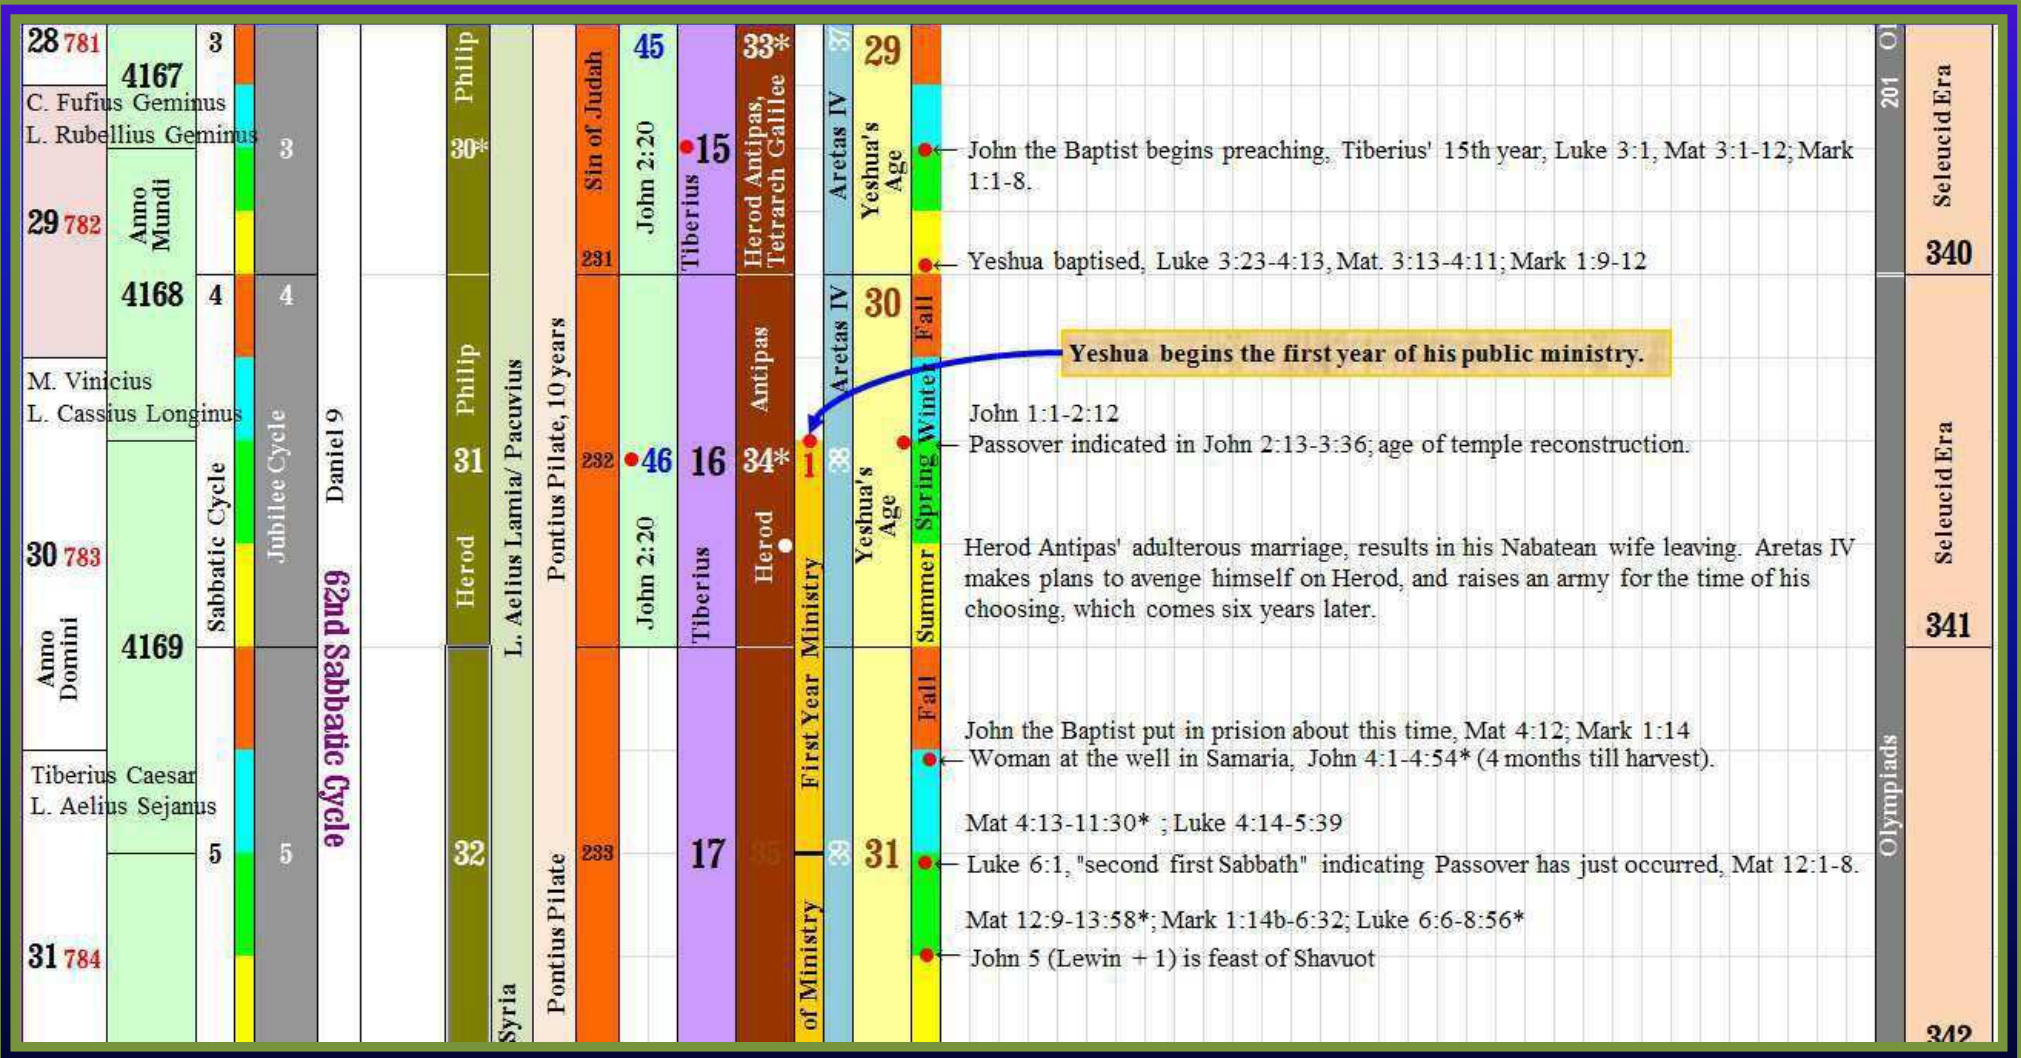 28 781
3
4167
C. Fufius Geminus
L. Rubellius Geminus
3
Anno
Mundi
29 782
4168
4
4
M. Vinicius
L. Cassius Longinus
Sabbatic Cycle
Jubilee Cycle
Daniel 9
62nd Sabbatic Cycle
30 783
Anno
Domini
4169
Tiberius Caesar
L. Aelius Sejanus
5
5
31 784
Philip
30*
Philip
31
Herod
32
L. Aelius Lamia/ Pacuvius
Syria
Pontius Pilate, 10 years
Pontius Pilate
Sin of Judah
231
232
233
45
John 2:20
46
John 2:20
15
Tiberius
16
Tiberius
17
33*
Herod Antipas,
Tetrarch Galilee
Antipas
34*
Herod
35
1
First Year Ministry
of Ministry
37
Aretas IV
Aretas IV
38
39
29
Yeshua's
Age
30
Yeshua's
Age
31
Fall
Winter
Spring
Summer
Fall
John the Baptist begins preaching, Tiberius' 15th year, Luke 3:1, Mat 3:1-12; Mark
1:1-8.
Yeshua baptised, Luke 3:23-4:13, Mat. 3:13-4:11; Mark 1:9-12
Yeshua begins the first year of his public ministry.
John 1:1-2:12
Passover indicated in John 2:13-3:36; age of temple reconstruction.
Herod Antipas' adulterous marriage, results in his Nabatean wife leaving. Aretas IV
makes plans to avenge himself on Herod, and raises an army for the time of his
choosing, which comes six years later.
John the Baptist put in prision about this time, Mat 4:12; Mark 1:14
Woman at the well in Samaria, John 4:1-4:54* (4 months till harvest).
Mat 4:13-11:30* ; Luke 4:14-5:39
Luke 6:1, "second first Sabbath" indicating Passover has just occurred, Mat 12:1-8.
Mat 12:9-13:58*; Mark 1:14b-6:32; Luke 6:6-8:56*
John 5 (Lewin + 1) is feast of Shavuot
201
Olympiads
Seleucid Era
340
Seleucid Era
341
342